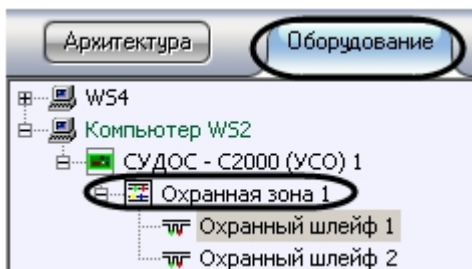 Архитектура Оборудование
WS4
Компьютер WS2
СУДОС - С2000 (УСО) 1
Охранная зона 1
Охранный шлейф 1
Охранный шлейф 2